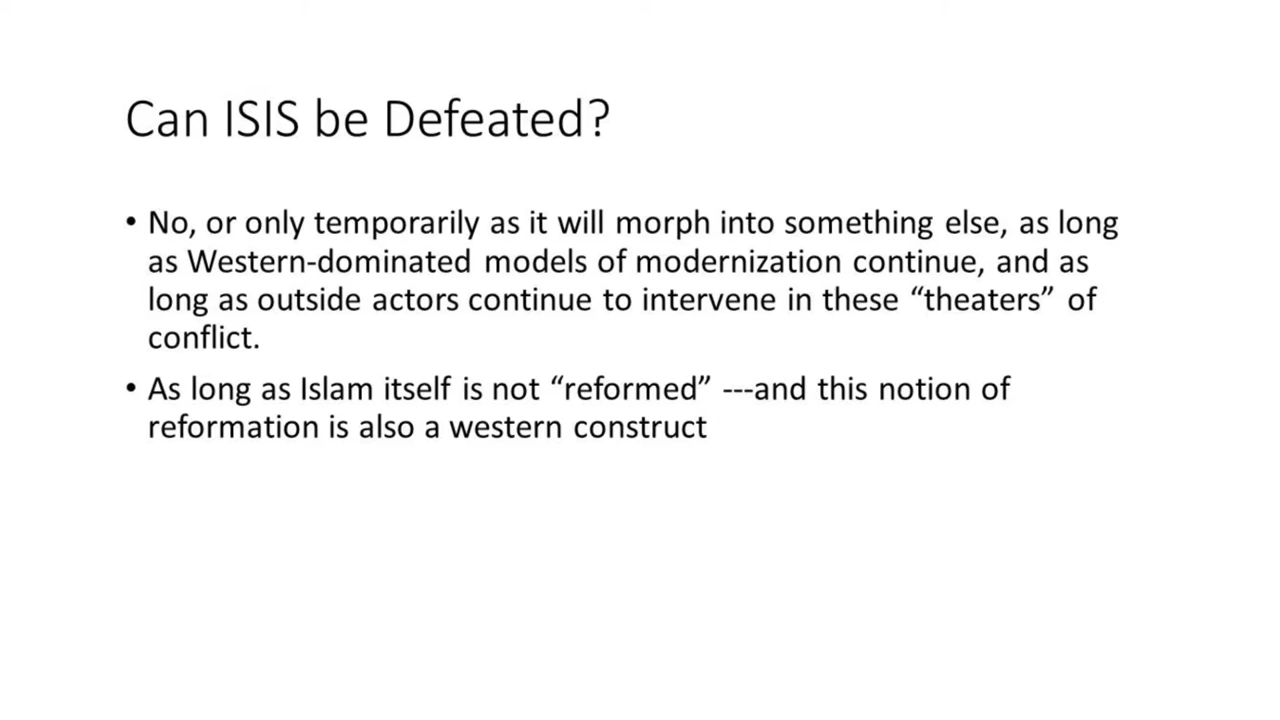 Can ISIS be Defeated?
• No, or only temporarily as it will morph into something else, as long
as Western-dominated models of modernization continue, and as
long as outside actors continue to intervene in these “theaters” of
conflict.
• As long as Islam itself is not “reformed” ---and this notion of
reformation is also a western construct